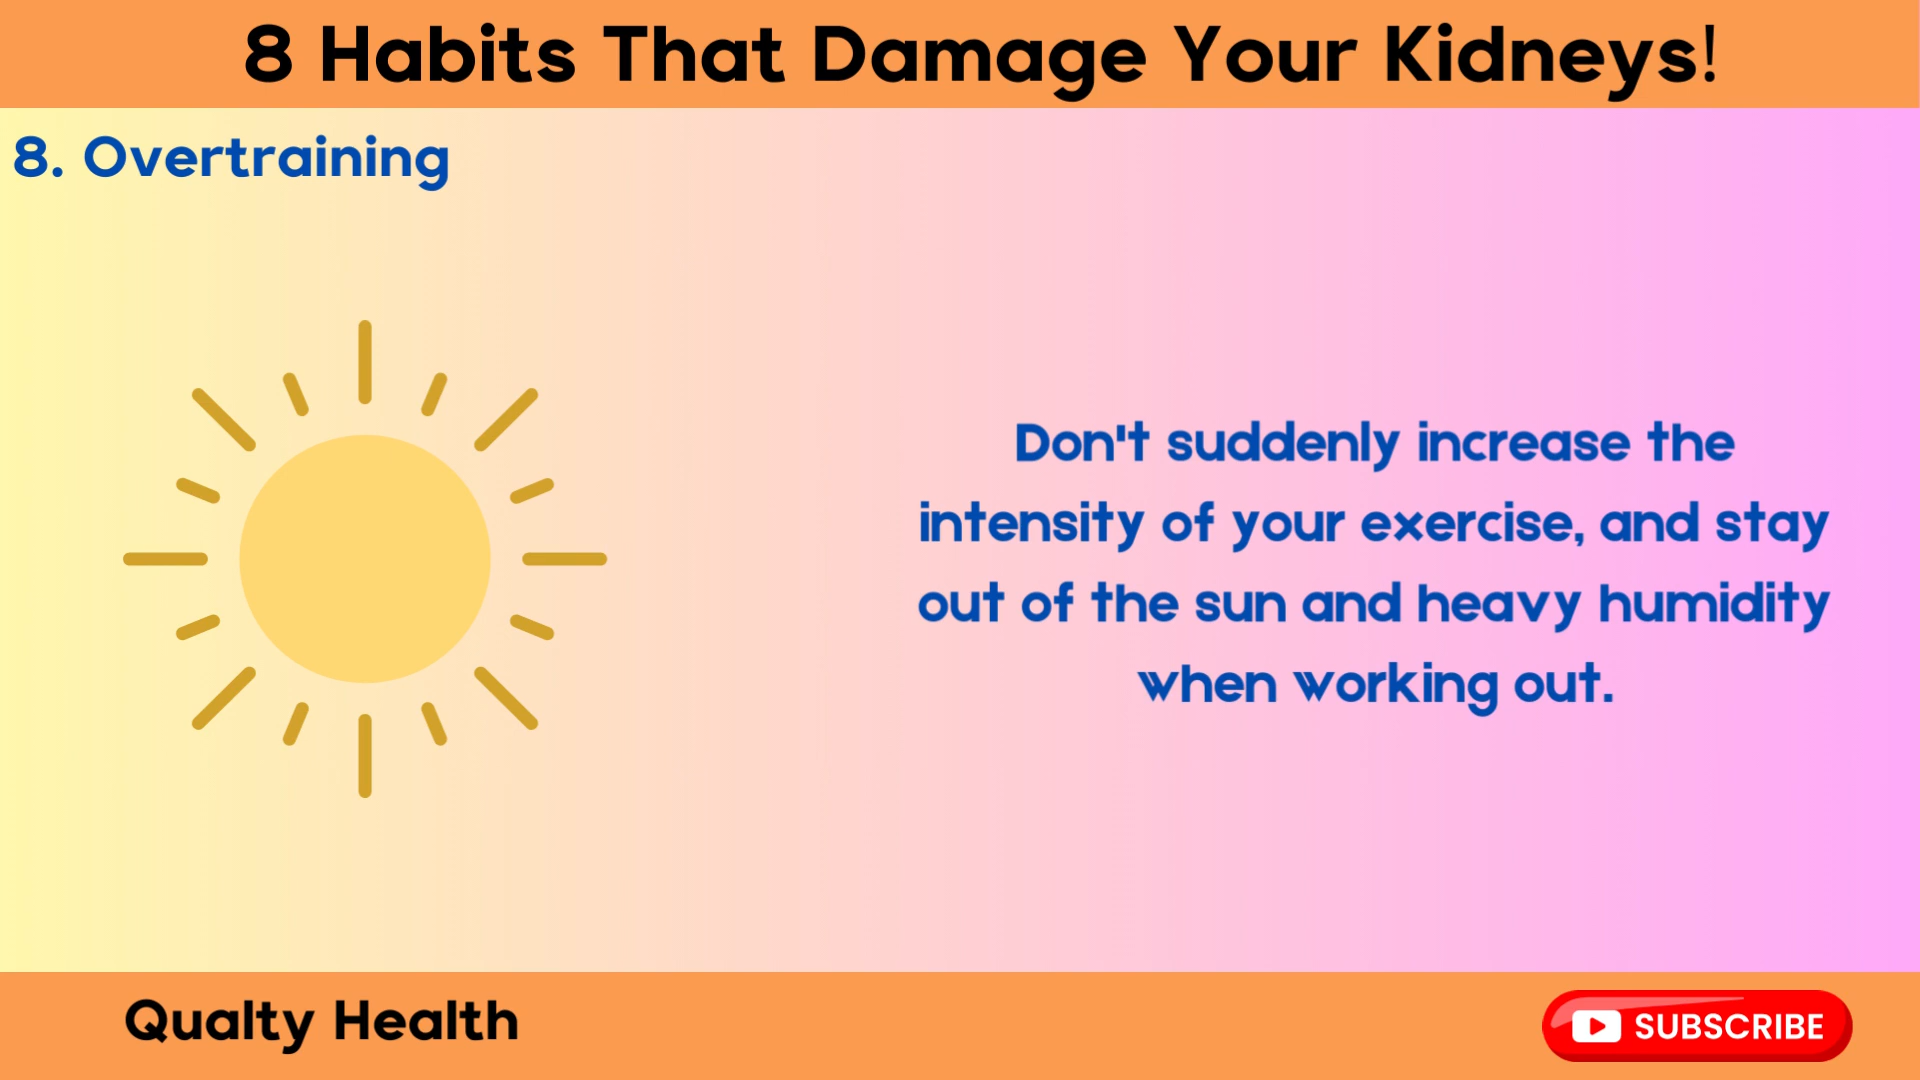 8 Habits That Damage Your Kidneys!
8. Overtraining
Don't suddenly increase the
intensity of your exercise, and stay
out of the sun and heavy humidity
when working out.
Qualty Health
SUBSCRIBE